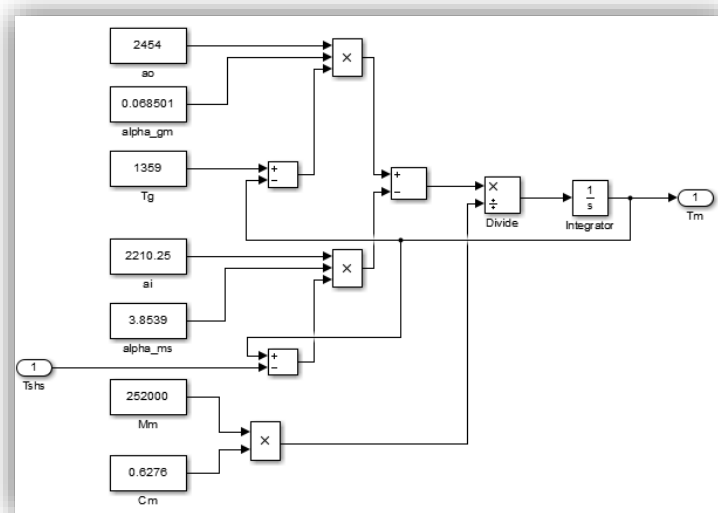 2454
ao
0.068501
alpha_gm
1359
Tg
×
+
−
+
−
×
÷
Divide
1
s
Integrator
1
Tm
2210.25
ai
3.8539
alpha_ms
×
1
Tshs
+
−
252000
Mm
0.6276
Cm
×